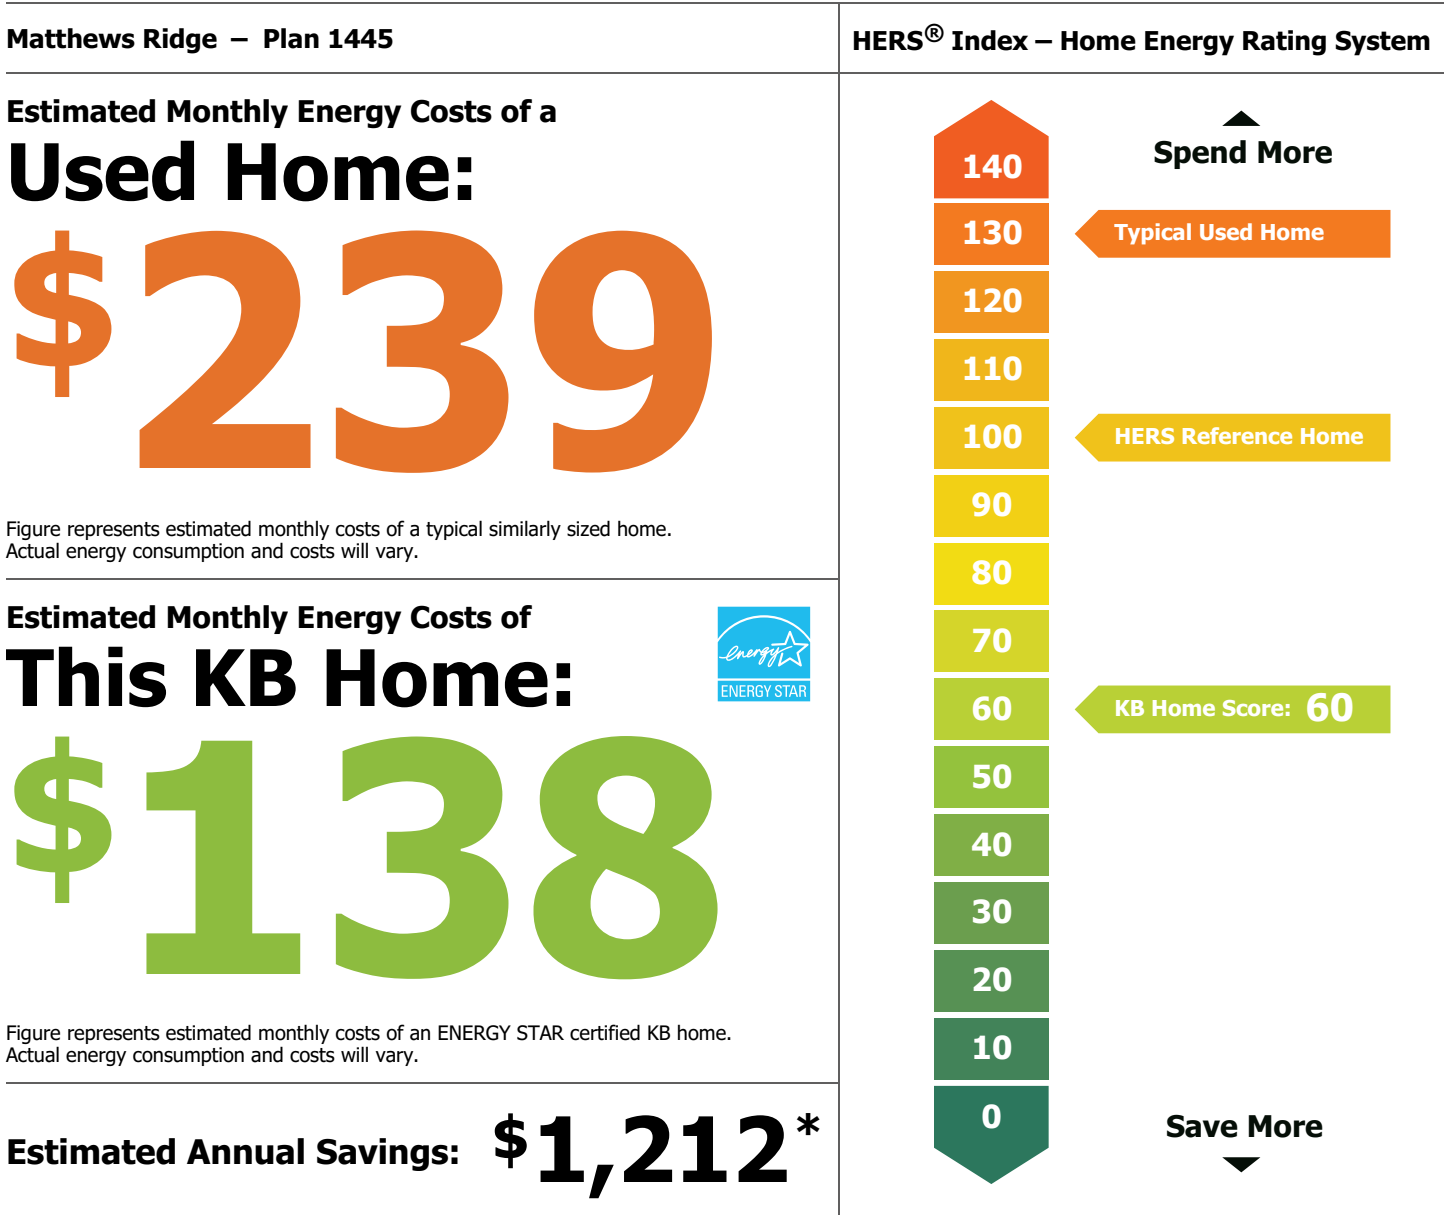 Matthews Ridge – Plan 1445
Estimated Monthly Energy Costs of a
Used Home:
$239
Figure represents estimated monthly costs of a typical similarly sized home.
Actual energy consumption and costs will vary.
Estimated Monthly Energy Costs of
This KB Home:
energy
ENERGY STAR
$138
Figure represents estimated monthly costs of an ENERGY STAR certified KB home.
Actual energy consumption and costs will vary.
Estimated Annual Savings: $1,212*
HERS® Index – Home Energy Rating System
Spend More
140
130 Typical Used Home
120
110
100 HERS Reference Home
90
80
70
60 KB Home Score: 60
50
40
30
20
10
0
Save More